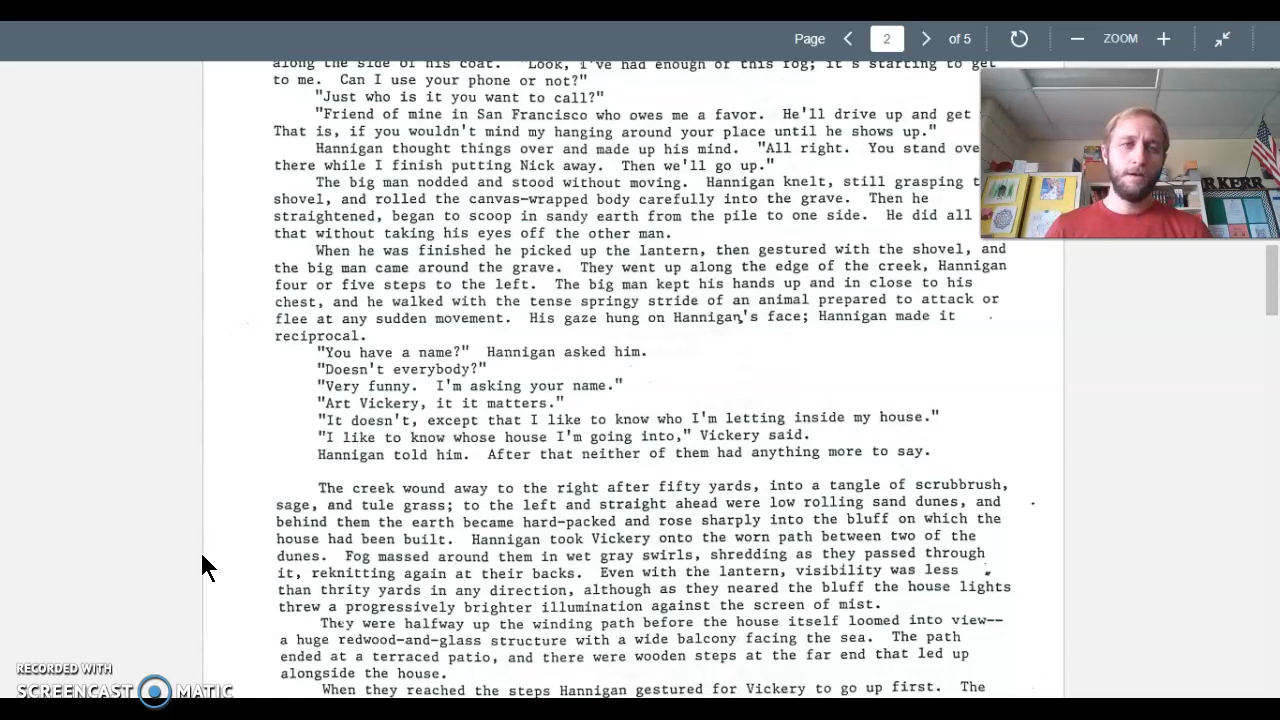 Page 2 of 5 ZOOM
along the side of his coat. "Look, I've had enough of this fog; it's starting to get
to me. Can I use your phone or not?"
"Just who is it you want to call?"
"Friend of mine in San Francisco who owes me a favor. He'll drive up and get
That is, if you wouldn't mind my hanging around your place until he shows up."
Hannigan thought things over and made up his mind. "All right. You stand ove
there while I finish putting Nick away. Then we'll go up."
The big man nodded and stood without moving. Hannigan knelt, still grasping t
shovel, and rolled the canvas-wrapped body carefully into the grave. Then he
straightened, began to scoop in sandy earth from the pile to one side. He did all
that without taking his eyes off the other man.
When he was finished he picked up the lantern, then gestured with the shovel, and
the big man came around the grave. They went up along the edge of the creek, Hannigan
four or five steps to the left. The big man kept his hands up and in close to his
chest, and he walked with the tense springy stride of an animal prepared to attack or
flee at any sudden movement. His gaze hung on Hannigan's face; Hannigan made it
reciprocal.
"You have a name?" Hannigan asked him.
"Doesn't everybody?"
"Very funny. I'm asking your name."
"Art Vickery, it it matters."
"It doesn't, except that I like to know who I'm letting inside my house."
"I like to know whose house I'm going into," Vickery said.
Hannigan told him. After that neither of them had anything more to say.
The creek wound away to the right after fifty yards, into a tangle of scrubbrush,
sage, and tule grass; to the left and straight ahead were low rolling sand dunes, and
behind them the earth became hard-packed and rose sharply into the bluff on which the
house had been built. Hannigan took Vickery onto the worn path between two of the
dunes. Fog massed around them in wet gray swirls, shredding as they passed through
it, reknitting again at their backs. Even with the lantern, visibility was less
than thrity yards in any direction, although as they neared the bluff the house lights
threw a progressively brighter illumination against the screen of mist.
They were halfway up the winding path before the house itself loomed into view--
a huge redwood-and-glass structure with a wide balcony facing the sea. The path
ended at a terraced patio, and there were wooden steps at the far end that led up
alongside the house.
When they reached the steps Hannigan gestured for Vickery to go up first. The
RKERR
RECORDED WITH
SCREENCAST MATIC